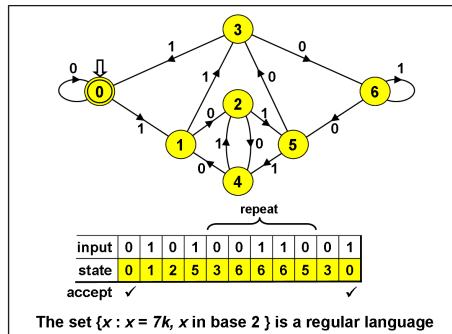 3
1 0
0 1 0 1
0 6
2
0 1
1 0
1 1 0 5
0 1
4
repeat
input 0 1 0 1 0 0 1 1 0 0 1
state 0 1 2 5 3 6 6 6 5 3 0
accept ✓ ✓
The set {x : x = 7k, x in base 2 } is a regular language